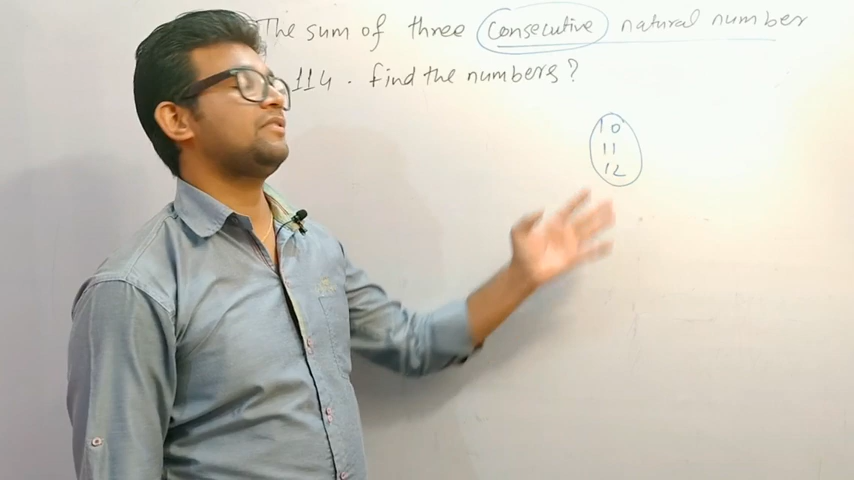 The sum of three consecutive natural number
114. find the numbers?
10
11
12